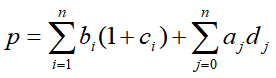 p = \sum_{i=1}^{n} b_i (1 + c_i) + \sum_{j=0}^{n} a_j d_j